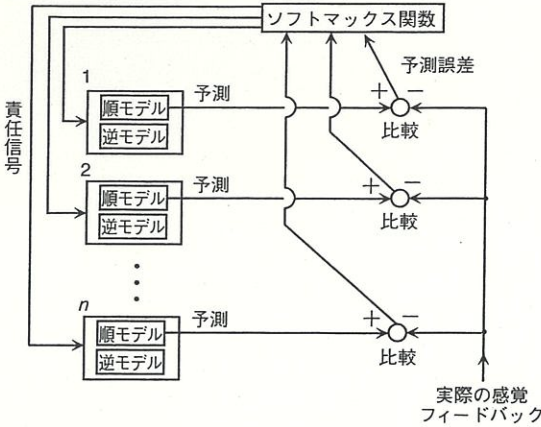 ソフトマックス関数
予測誤差
責任信号
1
順モデル
逆モデル
予測
+
−
比較
2
順モデル
逆モデル
予測
+
−
比較
n
順モデル
逆モデル
予測
+
−
比較
実際の感覚
フィードバック